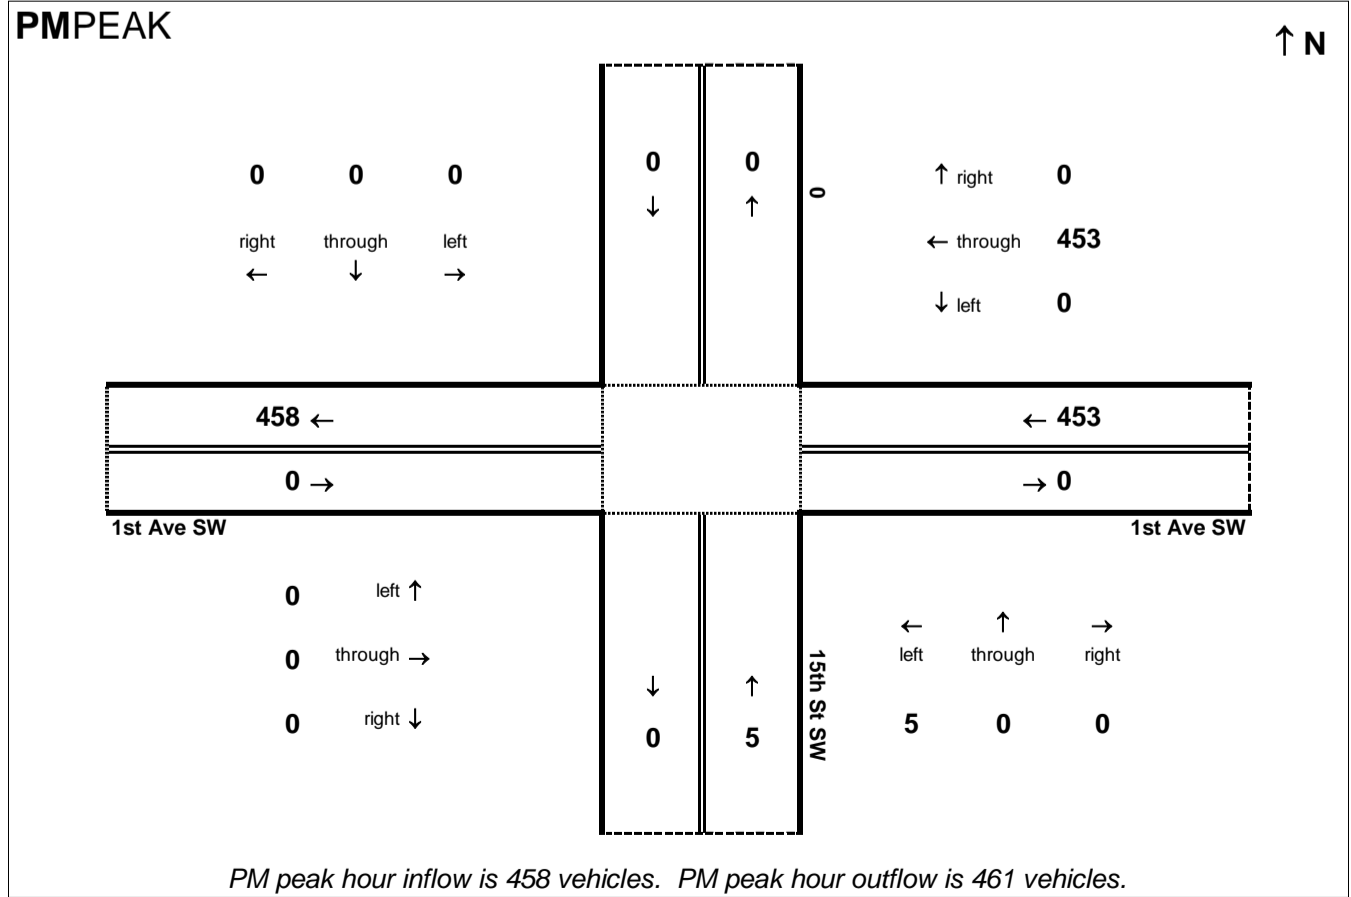 PMPEAK
↑ N
0 0 0
right through left
← ↓ →
0 0
↓ ↑
0
↑ right 0
← through 453
↓ left 0
458 ←
← 453
0 →
→ 0
1st Ave SW
1st Ave SW
0 left ↑
0 through →
0 right ↓
↓ ↑
0 5
15th St SW
← ↑ →
left through right
5 0 0
PM peak hour inflow is 458 vehicles. PM peak hour outflow is 461 vehicles.